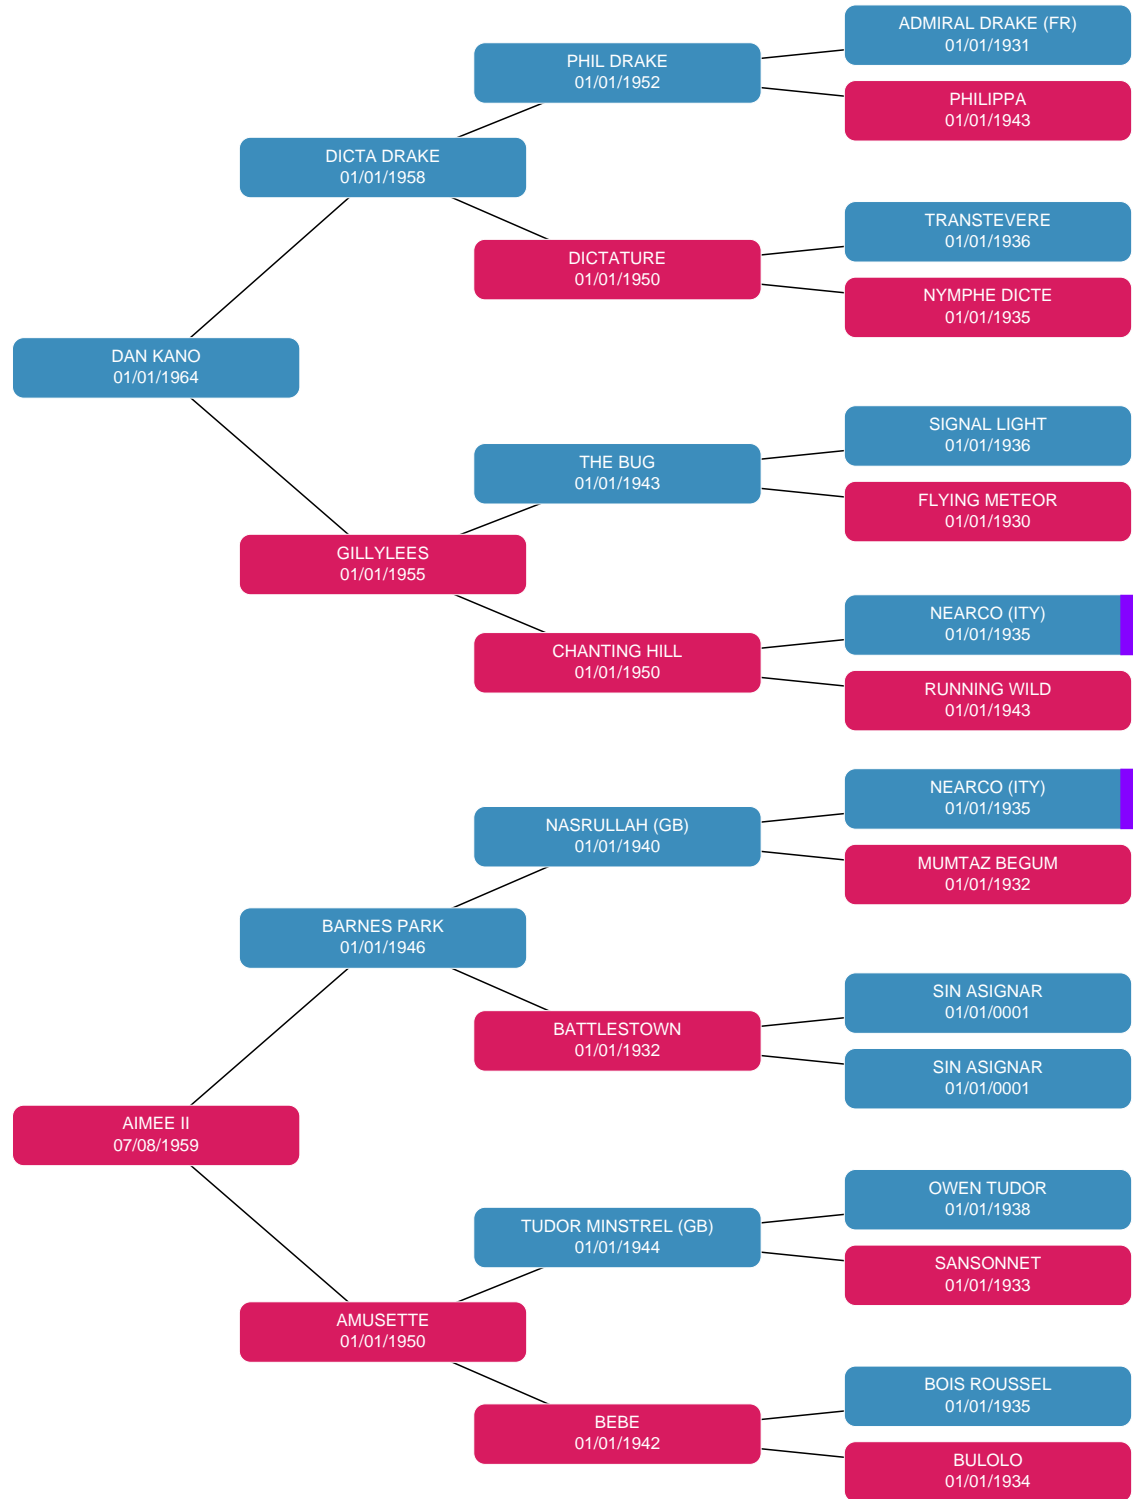 ADMIRAL DRAKE (FR)
01/01/1931
PHIL DRAKE
01/01/1952
PHILIPPA
01/01/1943
DICTA DRAKE
01/01/1958
TRANSTEVERE
01/01/1936
DICTATURE
01/01/1950
NYMPHE DICTE
01/01/1935
DAN KANO
01/01/1964
SIGNAL LIGHT
01/01/1936
THE BUG
01/01/1943
FLYING METEOR
01/01/1930
GILLYLEES
01/01/1955
NEARCO (ITY)
01/01/1935
CHANTING HILL
01/01/1950
RUNNING WILD
01/01/1943
NEARCO (ITY)
01/01/1935
NASRULLAH (GB)
01/01/1940
MUMTAZ BEGUM
01/01/1932
BARNES PARK
01/01/1946
SIN ASIGNAR
01/01/0001
BATTLESTOWN
01/01/1932
SIN ASIGNAR
01/01/0001
AIMEE II
07/08/1959
OWEN TUDOR
01/01/1938
TUDOR MINSTREL (GB)
01/01/1944
SANSONNET
01/01/1933
AMUSETTE
01/01/1950
BOIS ROUSSEL
01/01/1935
BEBE
01/01/1942
BULOLO
01/01/1934